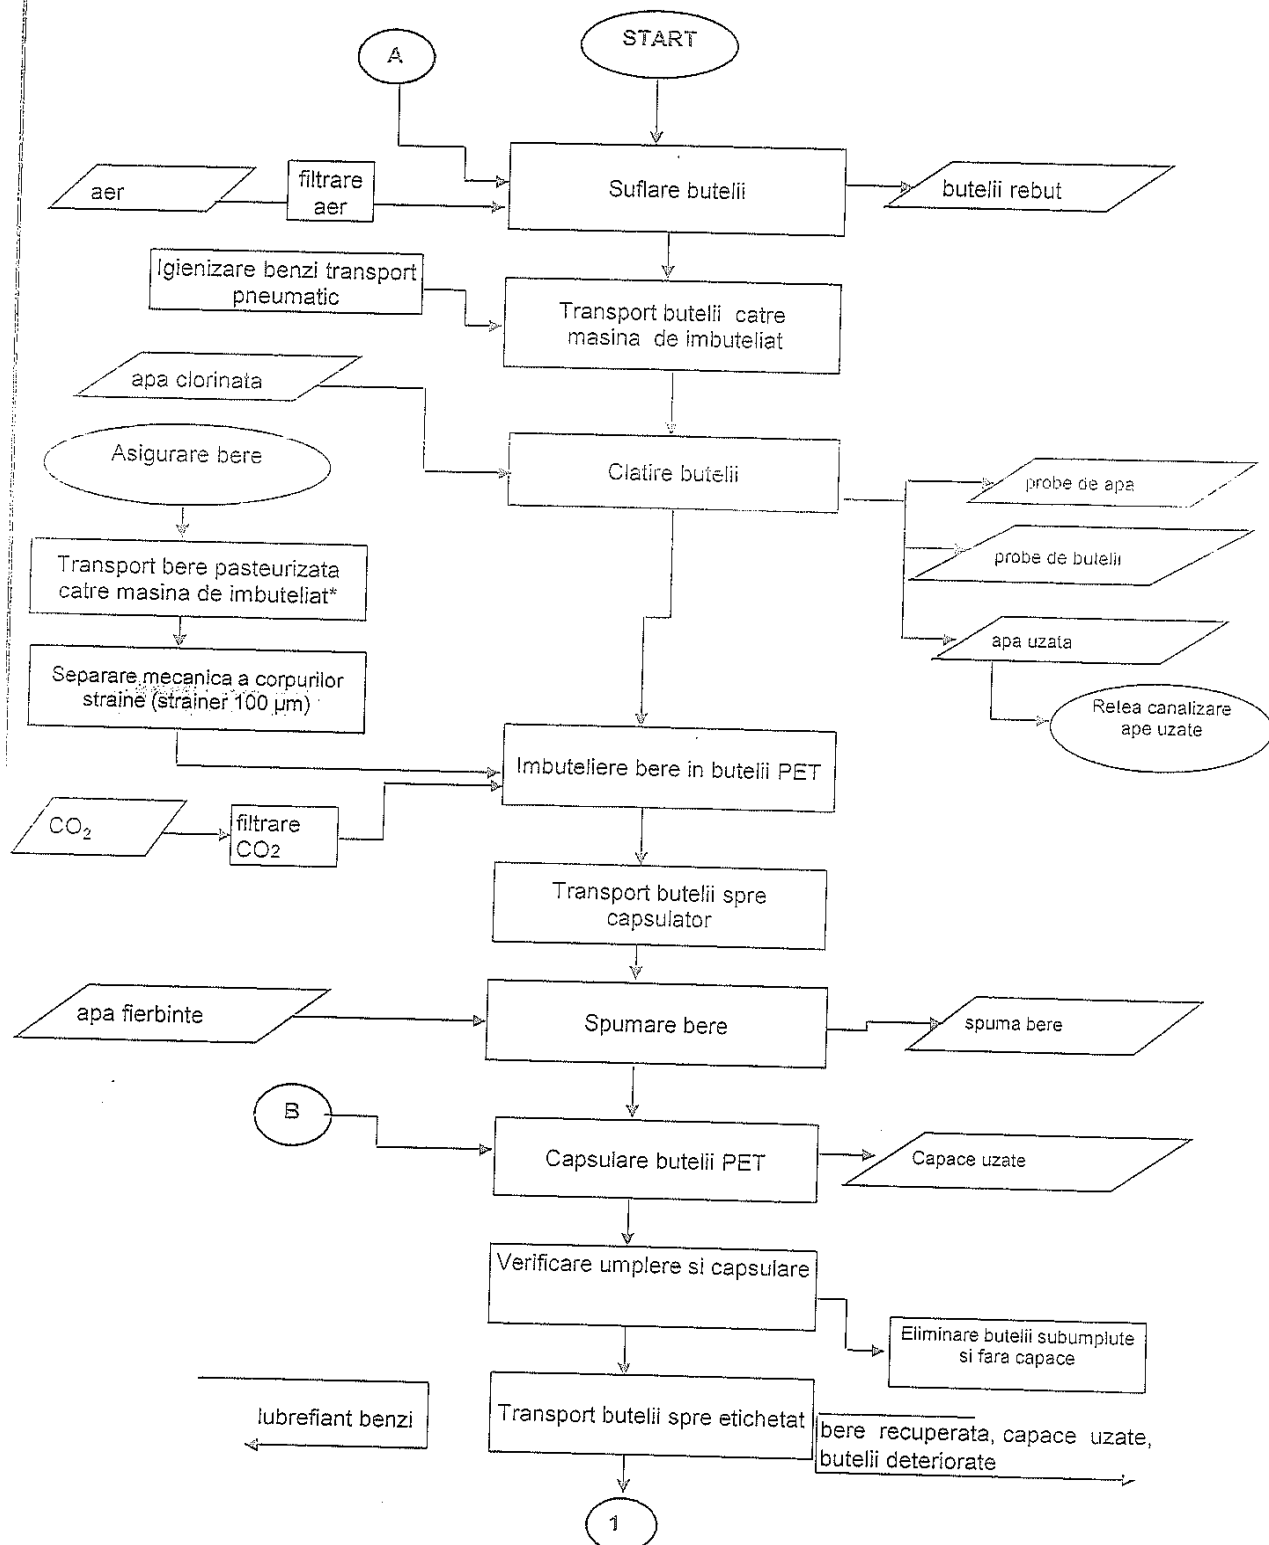 START
A
aer
filtrare
aer
Suflare butelii
butelii rebut
Igienizare benzi transport
pneumatic
Transport butelii catre
masina de imbuteliat
apa clorinata
Asigurare bere
Clatire butelii
probe de apa
probe de butelii
apa uzata
Retea canalizare
ape uzate
Transport bere pasteurizata
catre masina de imbuteliat*
Separare mecanica a corpurilor
straine (strainer 100 µm)
Imbuteliere bere in butelii PET
CO2
filtrare
CO2
Transport butelii spre
capsulator
apa fierbinte
Spumare bere
spuma bere
B
Capsulare butelii PET
Capace uzate
Verificare umplere si capsulare
Eliminare butelii subumplute
si fara capace
lubrefiant benzi
Transport butelii spre etichetat
bere recuperata, capace uzate,
butelii deteriorate
1